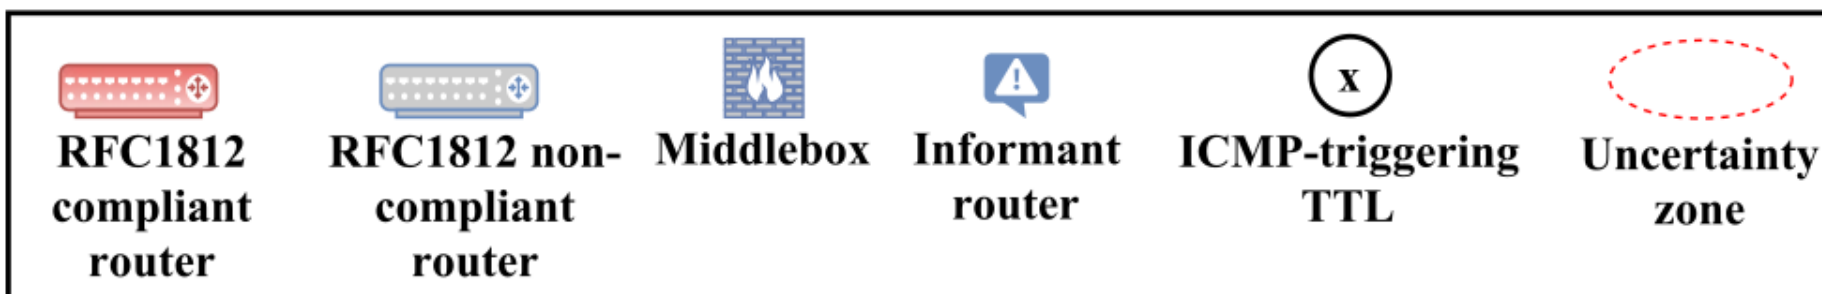 x
RFC1812
compliant
router
RFC1812 non-
compliant
router
Middlebox
Informant
router
ICMP-triggering
TTL
Uncertainty
zone